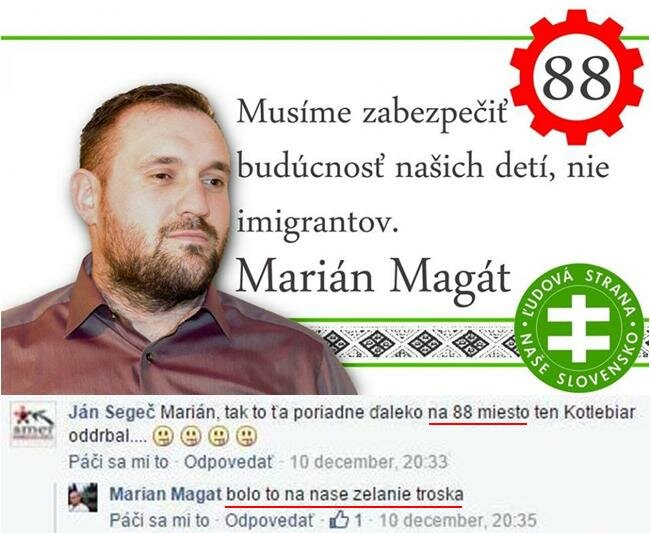 88
Musíme zabezpečiť
budúcnosť našich detí, nie
imigrantov.
Marián Magát
ĽUDOVÁ STRANA
NAŠE SLOVENSKO
smer
Ján Segeč Marián, tak to ťa poriadne ďaleko na 88 miesto ten Kotlebiar
oddrbal....
Páči sa mi to · Odpovedať · 10 december, 20:33
Marian Magat bolo to na nase zelanie troska
Páči sa mi to · Odpovedať · 1 · 10 december, 20:35